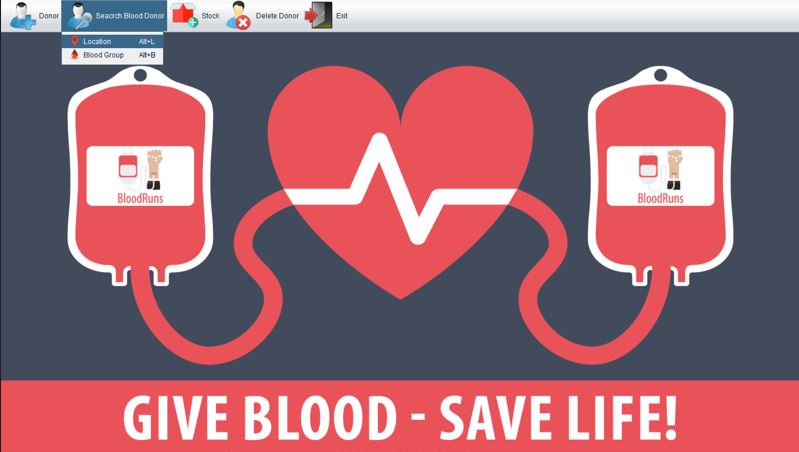 Donor Seacrch Blood Donor Stock Delete Donor Exit
Location Alt+L
Blood Group Alt+B
BloodRuns BloodRuns
GIVE BLOOD - SAVE LIFE!